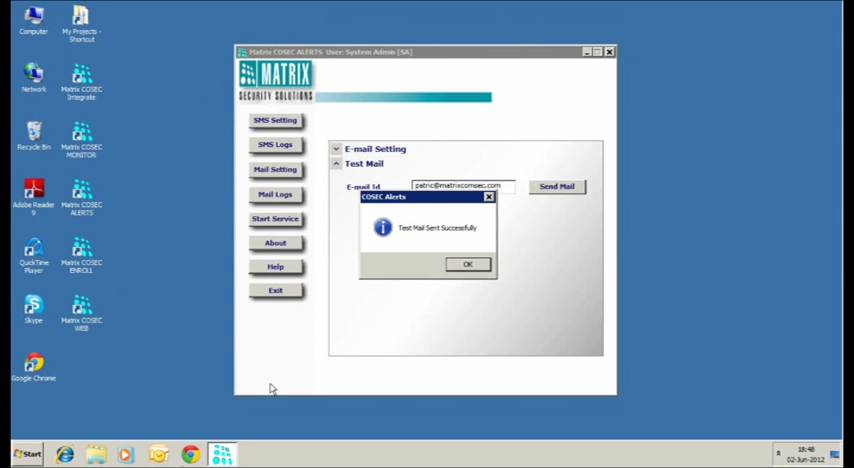 Computer
My Projects -
Shortcut
Network
Matrix COSEC
Integrate
Recycle Bin
Matrix COSEC
MONITOR
Adobe Reader
9
Matrix COSEC
ALERTS
QuickTime
Player
Matrix COSEC
ENROLL
Skype
Matrix COSEC
WEB
Google Chrome
Matrix COSEC ALERTS User: System Admin [SA]
MATRIX
SECURITY SOLUTIONS
SMS Setting
SMS Logs
Mail Setting
Mail Logs
Start Service
About
Help
Exit
E-mail Setting
Test Mail
E-mail Id
patric@matrixcomsec.com
Send Mail
COSEC Alerts
Test Mail Sent Successfully
OK
Start
18:48
02-Jun-2012